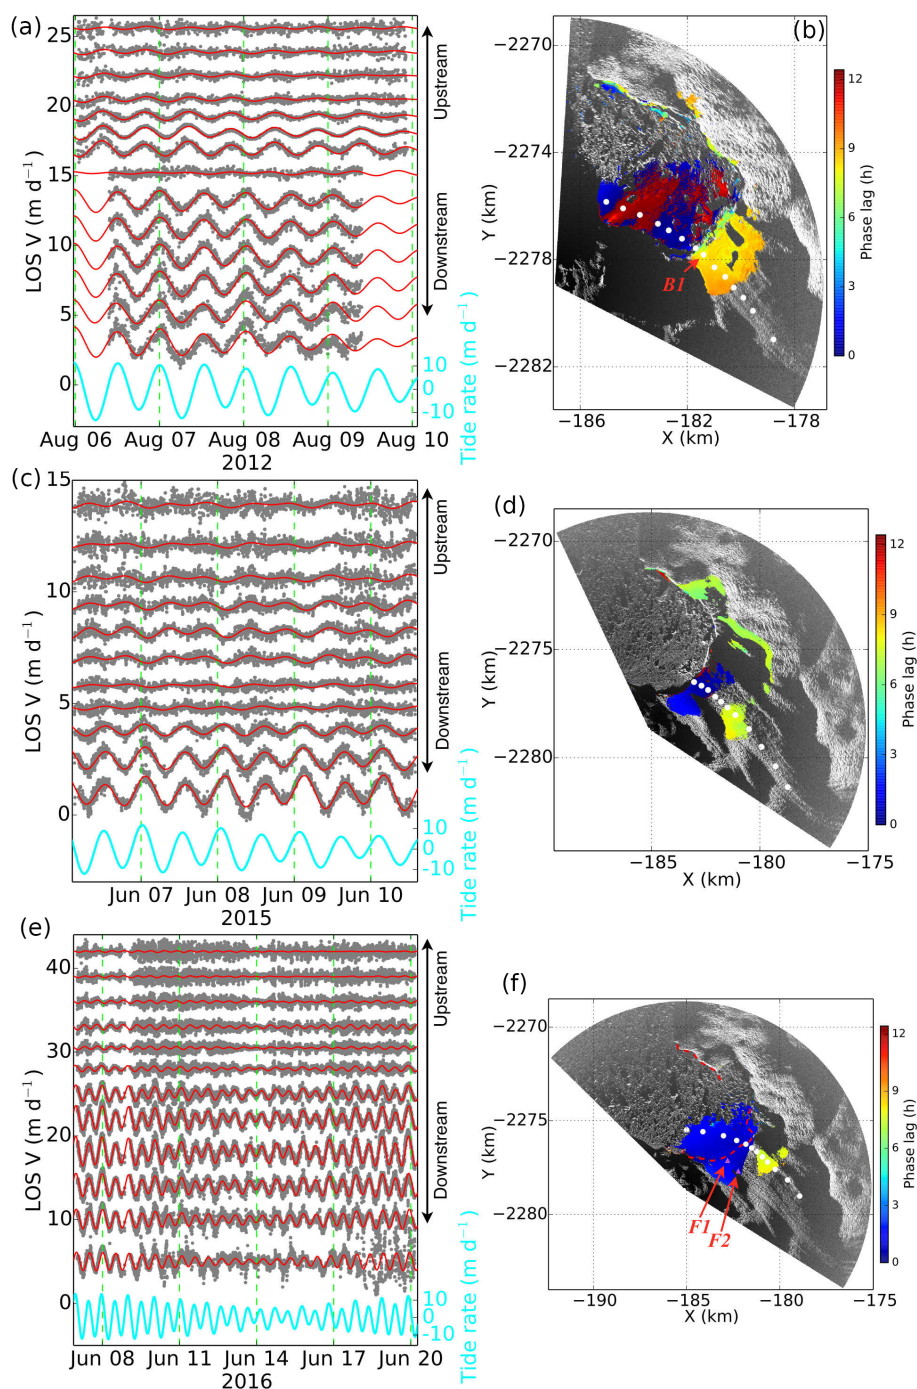 (a)
25
20
15
10
5
0
LOS V (m d⁻¹)
Upstream
Downstream
10
0
-10
Tide rate (m d⁻¹)
Aug 06 Aug 07 Aug 08 Aug 09 Aug 10
2012
(b)
−2270
−2274
−2278
−2282
Y (km)
−186 −182 −178
X (km)
B1
12
9
6
3
0
Phase lag (h)
(c)
15
10
5
0
LOS V (m d⁻¹)
Upstream
Downstream
10
0
-10
Tide rate (m d⁻¹)
Jun 07 Jun 08 Jun 09 Jun 10
2015
(d)
−2270
−2275
−2280
Y (km)
−185 −180 −175
X (km)
12
9
6
3
0
Phase lag (h)
(e)
40
30
20
10
0
LOS V (m d⁻¹)
Upstream
Downstream
10
0
-10
Tide rate (m d⁻¹)
Jun 08 Jun 11 Jun 14 Jun 17 Jun 20
2016
(f)
−2270
−2275
−2280
Y (km)
−190 −185 −180 −175
X (km)
F1
F2
12
9
6
3
0
Phase lag (h)